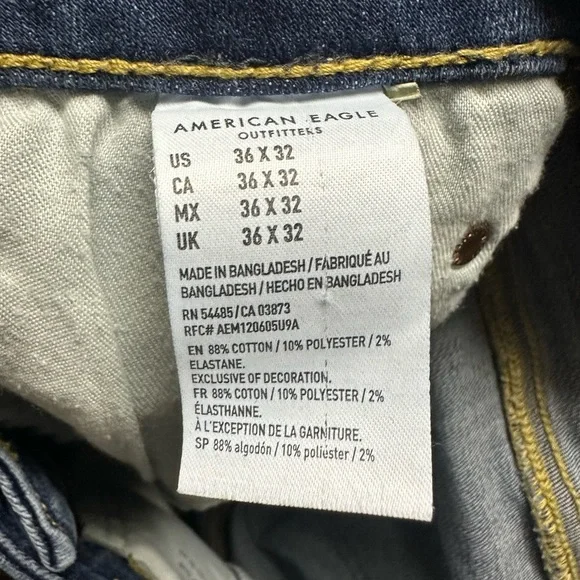 AMERICAN EAGLE
OUTFITTERS
US 36 X 32
CA 36 X 32
MX 36 X 32
UK 36 X 32
MADE IN BANGLADESH / FABRIQUÉ AU
BANGLADESH / HECHO EN BANGLADESH
RN 54485 / CA 03873
RFC# AEM120605U9A
EN 88% COTTON / 10% POLYESTER / 2%
ELASTANE.
EXCLUSIVE OF DECORATION.
FR 88% COTON / 10% POLYESTER / 2%
ÉLASTHANNE.
À L'EXCEPTION DE LA GARNITURE.
SP 88% algodón / 10% poliéster / 2%